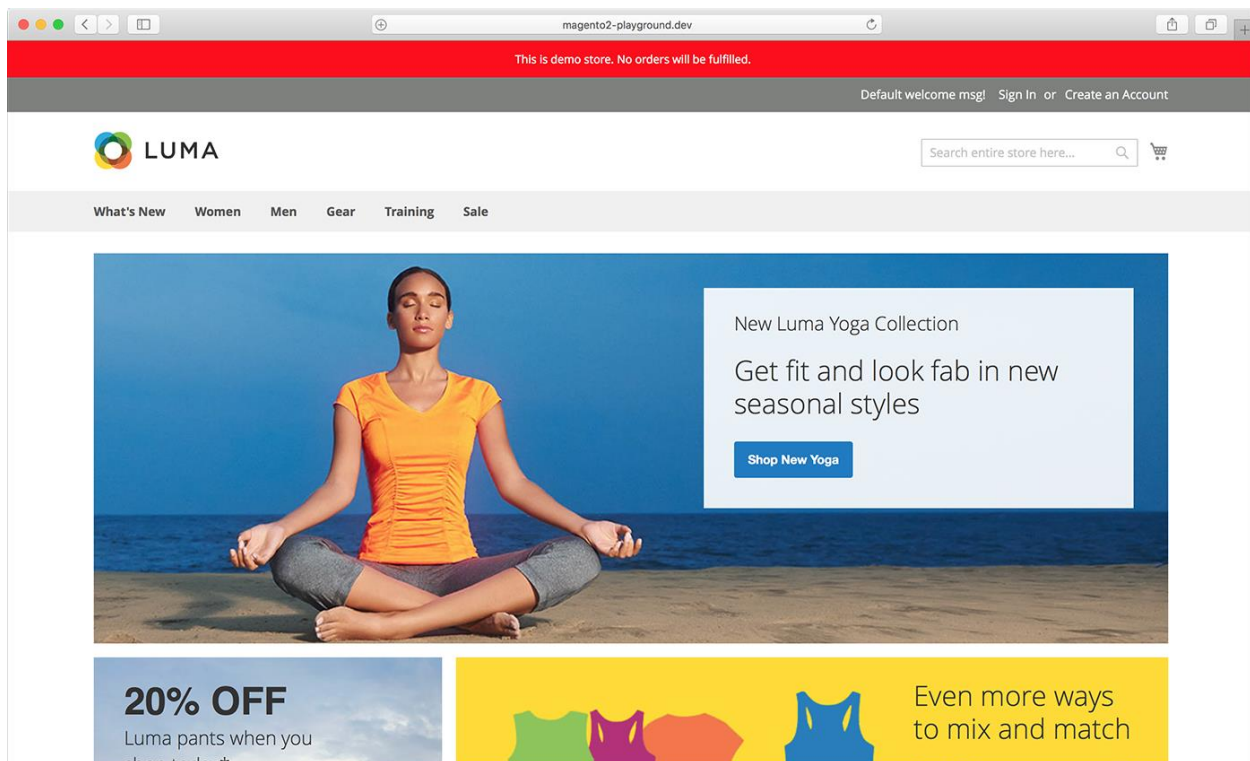 magento2-playground.dev
This is demo store. No orders will be fulfilled.
Default welcome msg! Sign In or Create an Account
LUMA
Search entire store here...
What's New Women Men Gear Training Sale
New Luma Yoga Collection
Get fit and look fab in new
seasonal styles
Shop New Yoga
20% OFF
Luma pants when you
Even more ways
to mix and match